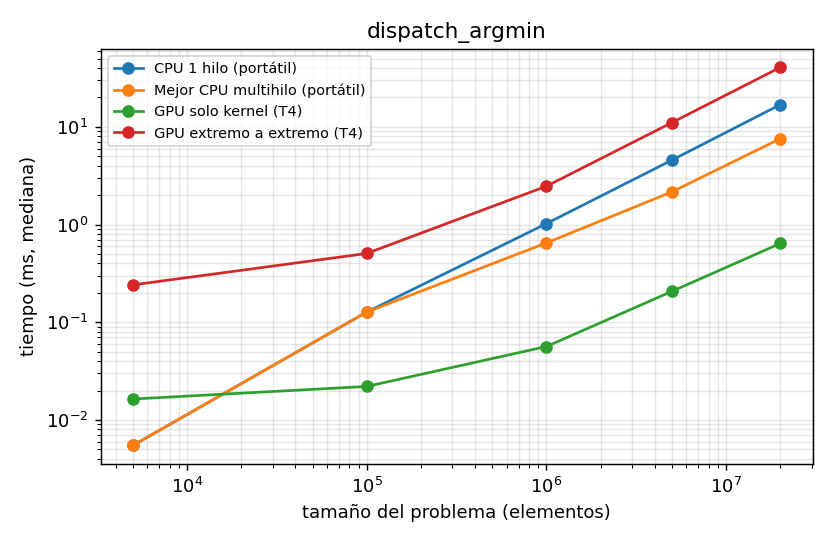 dispatch_argmin
CPU 1 hilo (portátil)
Mejor CPU multihilo (portátil)
GPU solo kernel (T4)
GPU extremo a extremo (T4)
tiempo (ms, mediana)
10¹
10⁰
10⁻¹
10⁻²
10⁴ 10⁵ 10⁶ 10⁷
tamaño del problema (elementos)